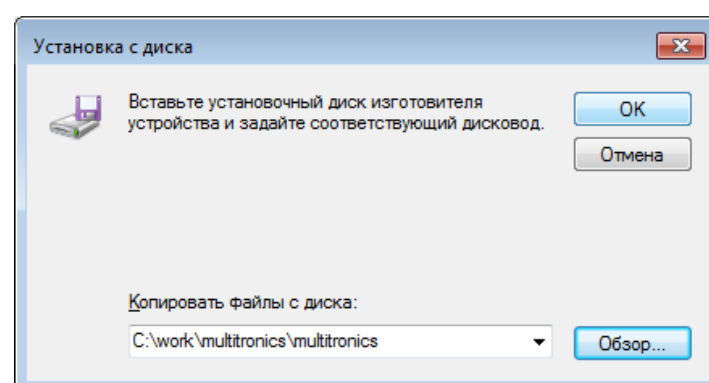 Установка с диска
Вставьте установочный диск изготовителя
устройства и задайте соответствующий дисковод.
OK
Отмена
Копировать файлы с диска:
C:\work\multitronics\multitronics
Обзор...